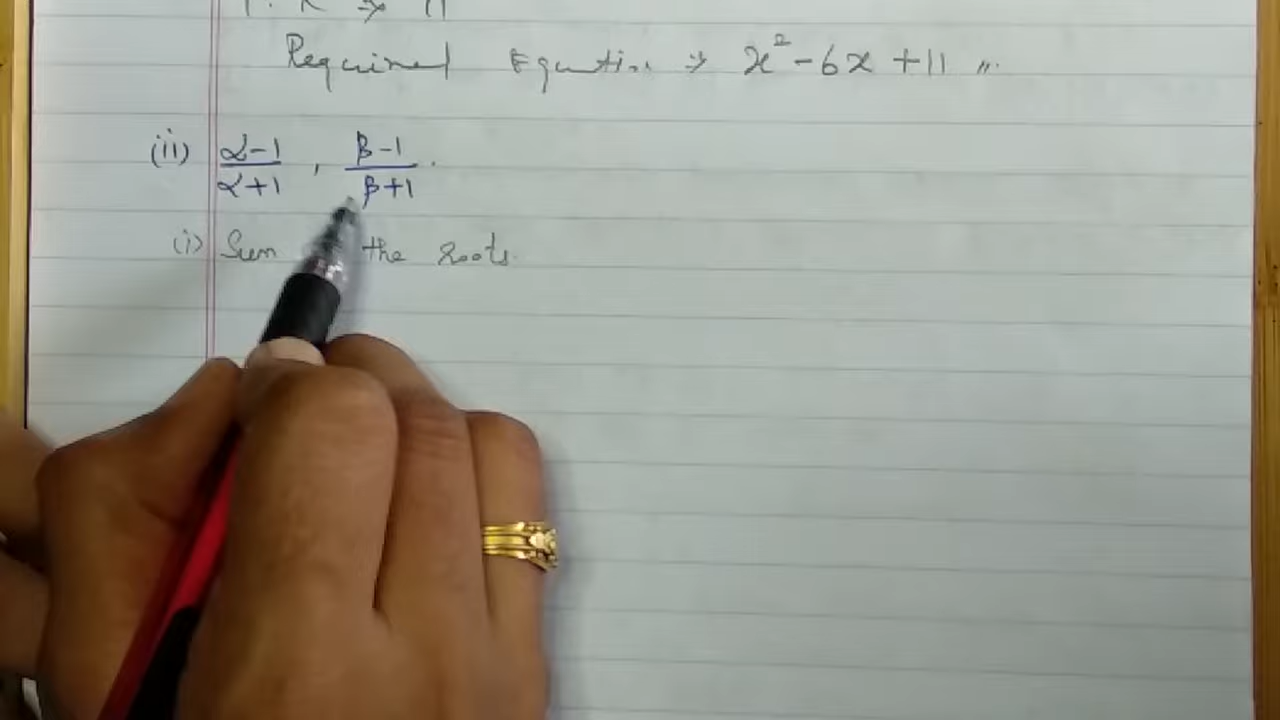 Required Equation ⇒ x² - 6x + 11 ,,.
(ii) α-1/α+1 , β-1/β+1 .
(i) Sum the roots.